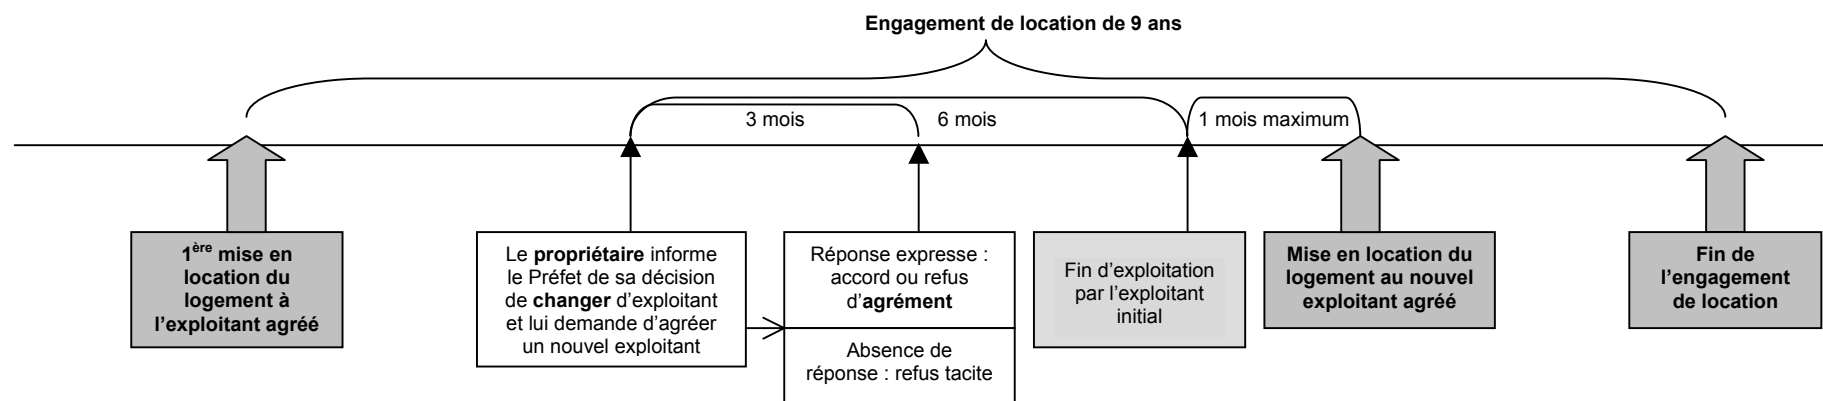 Engagement de location de 9 ans
3 mois
6 mois
1 mois maximum
1ère mise en
location du
logement à
l’exploitant agréé
Le propriétaire informe
le Préfet de sa décision
de changer d’exploitant
et lui demande d’agréer
un nouvel exploitant
Réponse expresse :
accord ou refus
d’agrément
Absence de
réponse : refus tacite
Fin d’exploitation
par l’exploitant
initial
Mise en location du
logement au nouvel
exploitant agréé
Fin de
l’engagement
de location